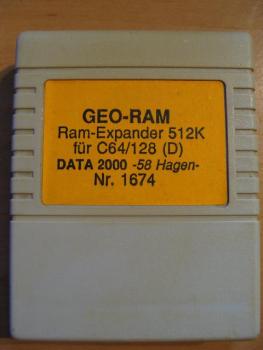 GEO-RAM
Ram-Expander 512K
für C64/128 (D)
DATA 2000 -58 Hagen-
Nr. 1674